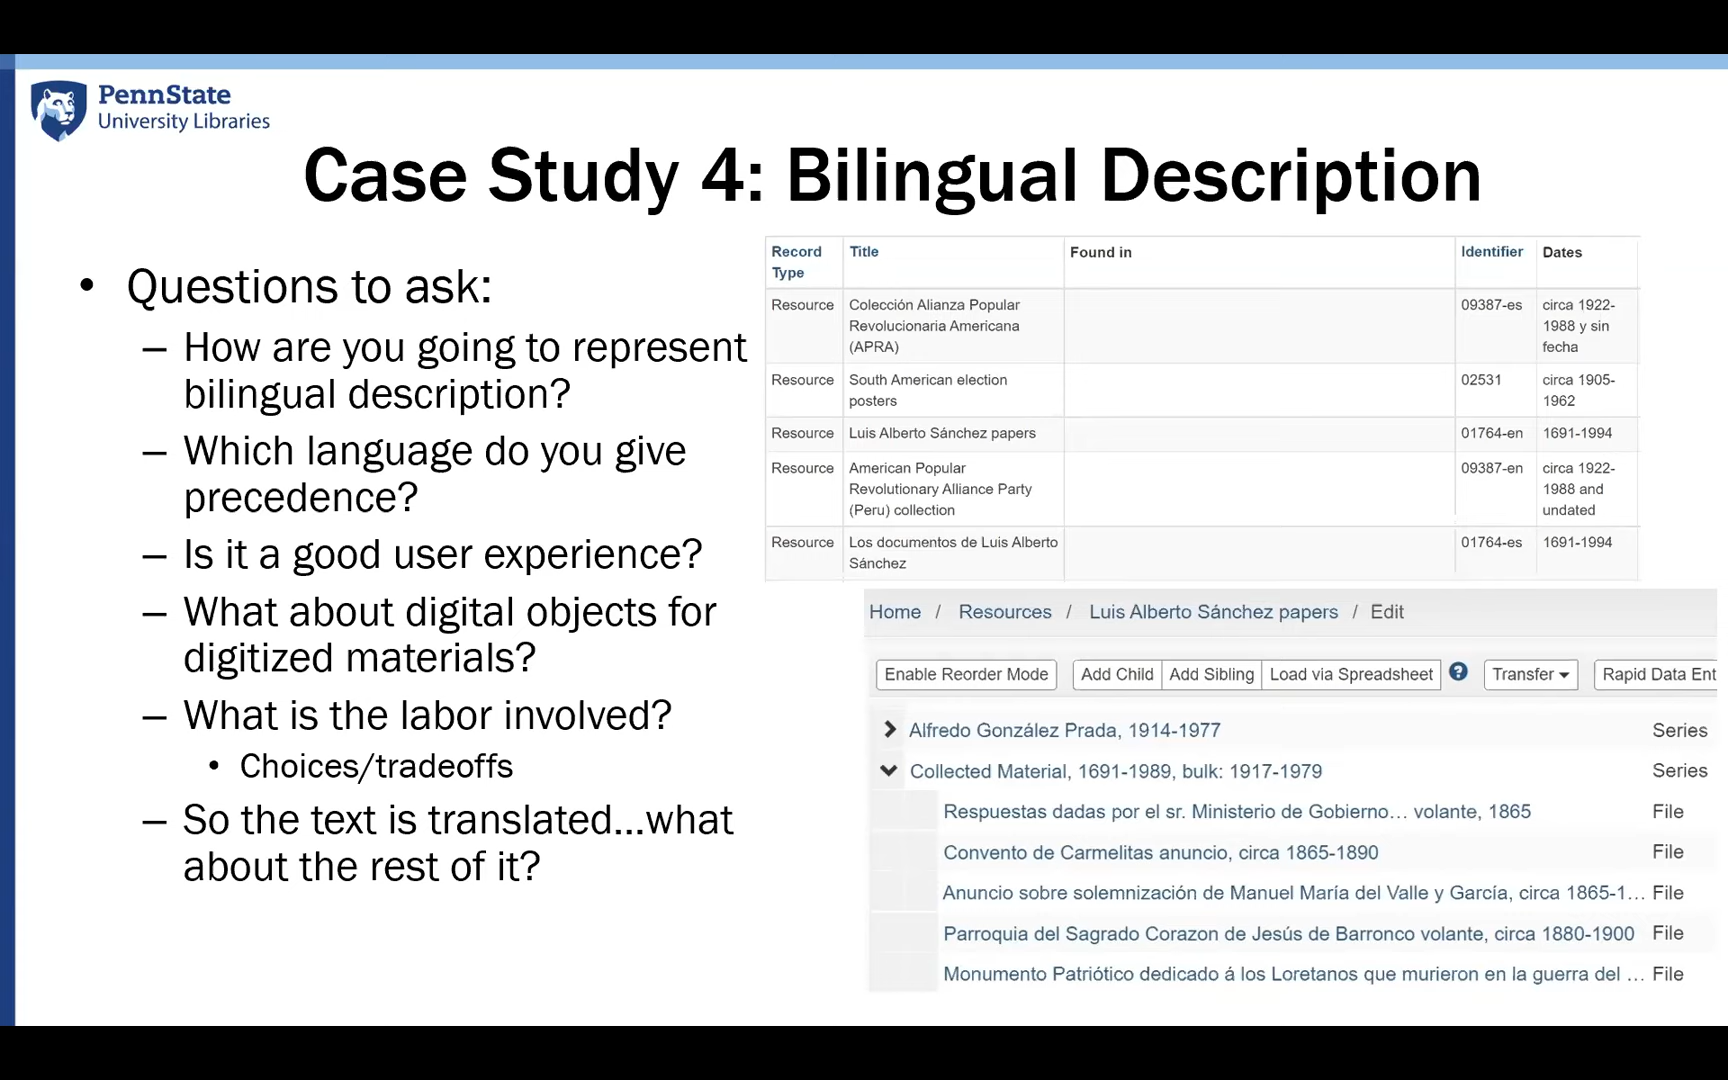 PennState
University Libraries
Case Study 4: Bilingual Description
• Questions to ask:
– How are you going to represent
bilingual description?
– Which language do you give
precedence?
– Is it a good user experience?
– What about digital objects for
digitized materials?
– What is the labor involved?
• Choices/tradeoffs
– So the text is translated...what
about the rest of it?
Record Type Title Found in Identifier Dates
Resource Colección Alianza Popular Revolucionaria Americana (APRA) 09387-es circa 1922-1988 y sin fecha
Resource South American election posters 02531 circa 1905-1962
Resource Luis Alberto Sánchez papers 01764-en 1691-1994
Resource American Popular Revolutionary Alliance Party (Peru) collection 09387-en circa 1922-1988 and undated
Resource Los documentos de Luis Alberto Sánchez 01764-es 1691-1994
Home / Resources / Luis Alberto Sánchez papers / Edit
Enable Reorder Mode Add Child Add Sibling Load via Spreadsheet ? Transfer Rapid Data Ent
Alfredo González Prada, 1914-1977 Series
Collected Material, 1691-1989, bulk: 1917-1979 Series
Respuestas dadas por el sr. Ministerio de Gobierno... volante, 1865 File
Convento de Carmelitas anuncio, circa 1865-1890 File
Anuncio sobre solemnización de Manuel María del Valle y García, circa 1865-1... File
Parroquia del Sagrado Corazon de Jesús de Barronco volante, circa 1880-1900 File
Monumento Patriótico dedicado á los Loretanos que murieron en la guerra del ... File